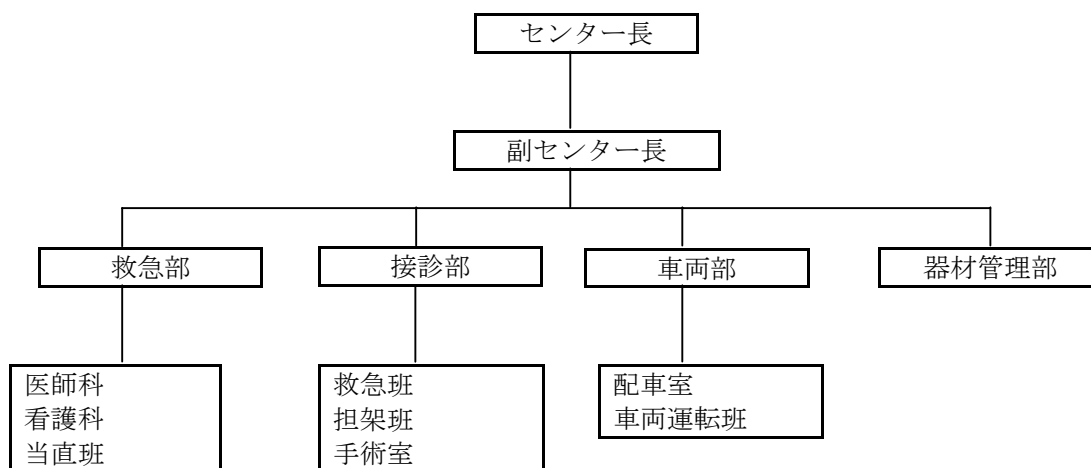 センター長
副センター長
救急部
接診部
車両部
器材管理部
医師科
看護科
当直班
救急班
担架班
手術室
配車室
車両運転班